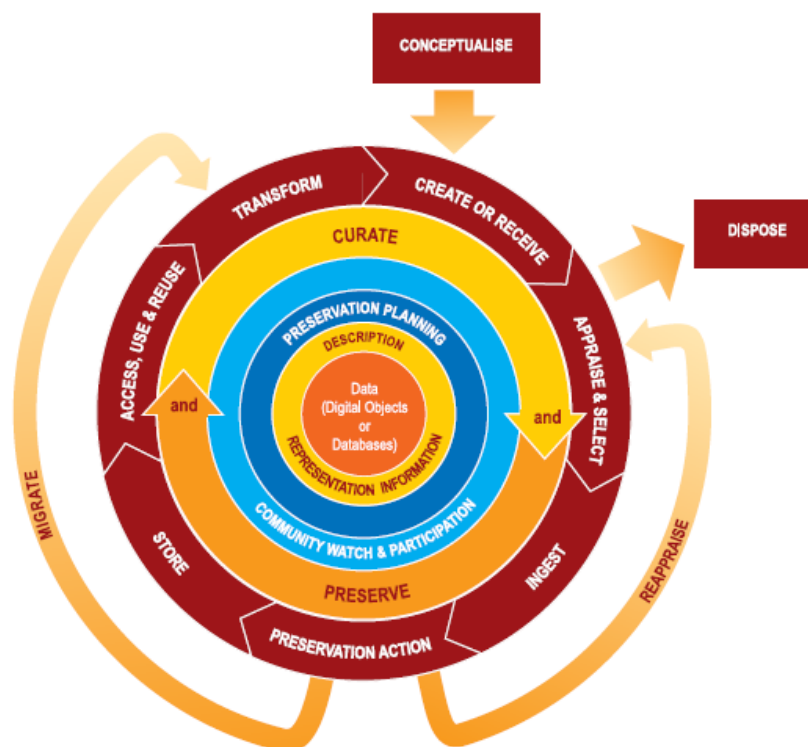 CONCEPTUALISE
DISPOSE
TRANSFORM
CREATE OR RECEIVE
APPRAISE & SELECT
INGEST
PRESERVATION ACTION
STORE
ACCESS, USE & REUSE
MIGRATE
REAPPRAISE
CURATE
and
PRESERVE
and
COMMUNITY WATCH & PARTICIPATION
PRESERVATION PLANNING
DESCRIPTION
REPRESENTATION INFORMATION
Data
(Digital Objects
or
Databases)